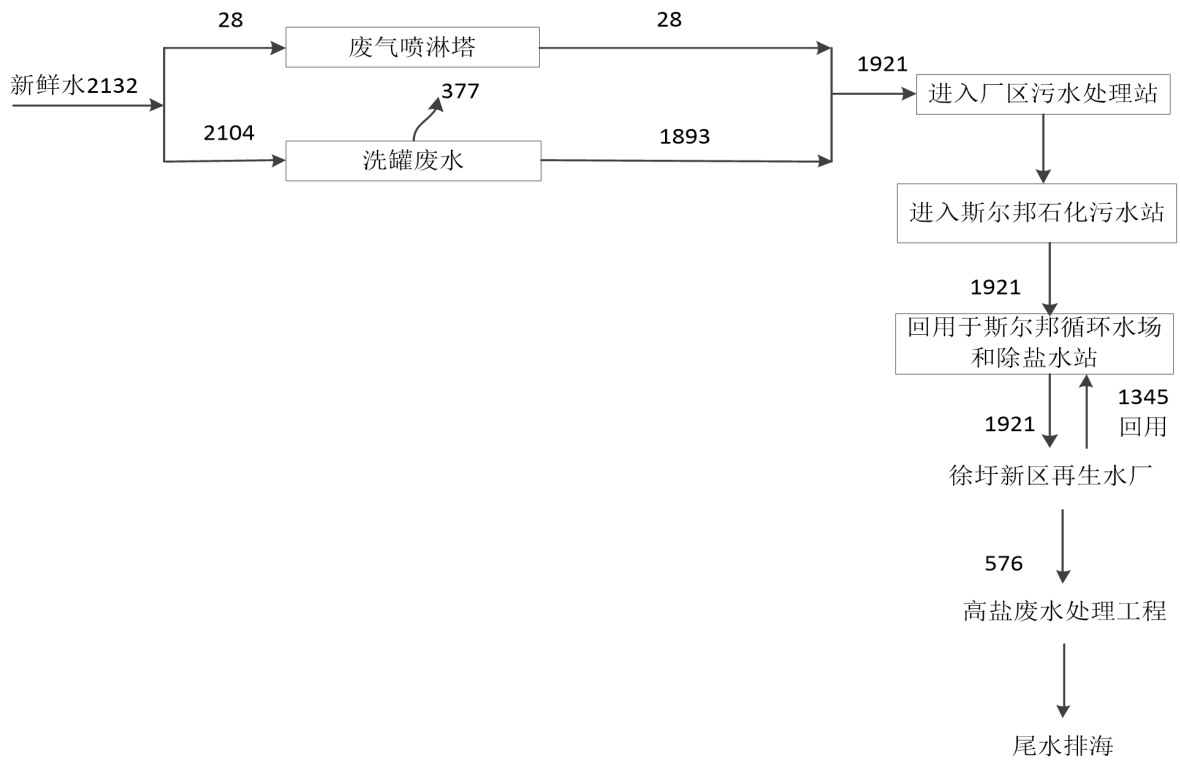 28
28
废气喷淋塔
新鲜水2132
1921
377
进入厂区污水处理站
2104
1893
洗罐废水
进入斯尔邦石化污水站
1921
回用于斯尔邦循环水场
和除盐水站
1345
回用
1921
徐圩新区再生水厂
576
高盐废水处理工程
尾水排海